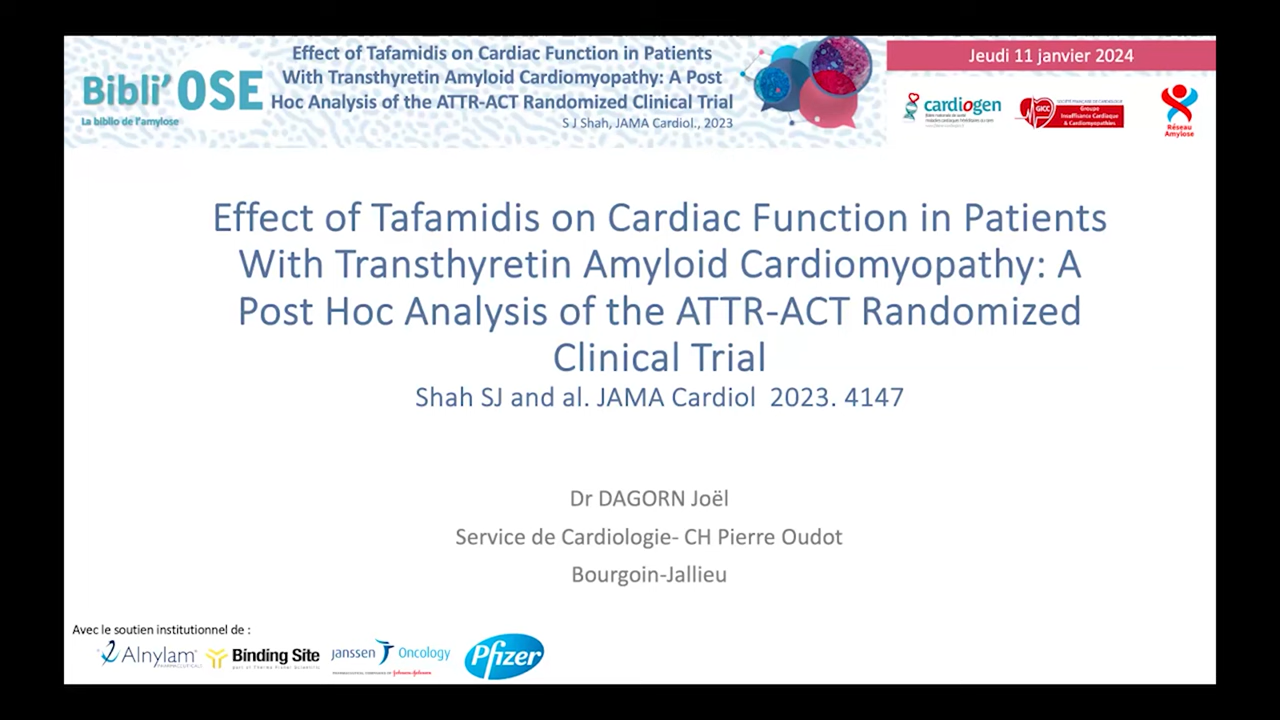 Effect of Tafamidis on Cardiac Function in Patients
With Transthyretin Amyloid Cardiomyopathy: A Post
Hoc Analysis of the ATTR-ACT Randomized Clinical Trial
S J Shah, JAMA Cardiol., 2023
Bibli'OSE
La biblio de l'amylose
Jeudi 11 janvier 2024
cardiogen
GICC
Groupe
Insuffisance Cardiaque
& Cardiomyopathies
Réseau
Amylose
Effect of Tafamidis on Cardiac Function in Patients
With Transthyretin Amyloid Cardiomyopathy: A
Post Hoc Analysis of the ATTR-ACT Randomized
Clinical Trial
Shah SJ and al. JAMA Cardiol 2023. 4147
Dr DAGORN Joël
Service de Cardiologie- CH Pierre Oudot
Bourgoin-Jallieu
Avec le soutien institutionnel de :
Alnylam
PHARMACEUTICALS
Binding Site
janssen Oncology
Pfizer